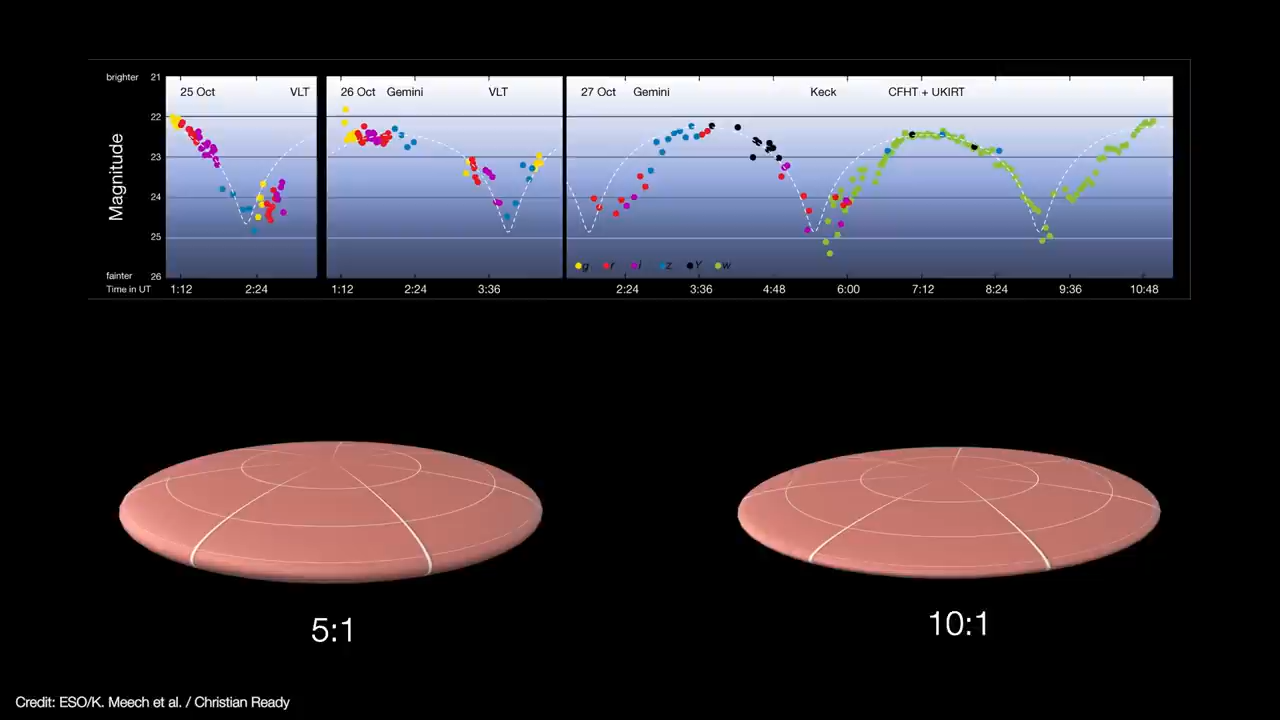 brighter 21
25 Oct VLT
26 Oct Gemini VLT
27 Oct Gemini Keck CFHT + UKIRT
22
23
Magnitude
24
25
g r i z Y w
fainter 26
Time in UT 1:12 2:24 1:12 2:24 3:36 2:24 3:36 4:48 6:00 7:12 8:24 9:36 10:48
5:1
10:1
Credit: ESO/K. Meech et al. / Christian Ready